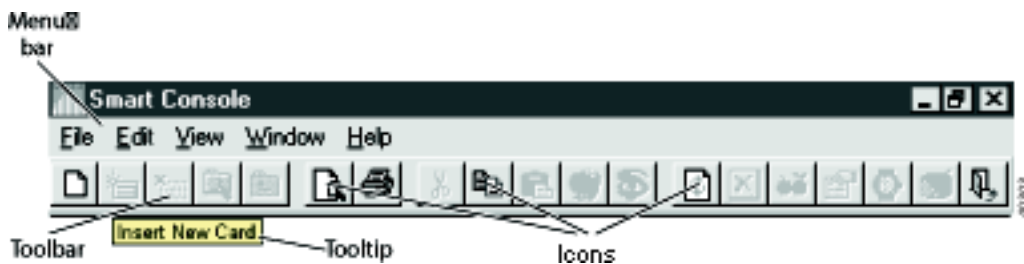 Menu
bar
Smart Console
File Edit View Window Help
Insert New Card
Toolbar
Tooltip
Icons